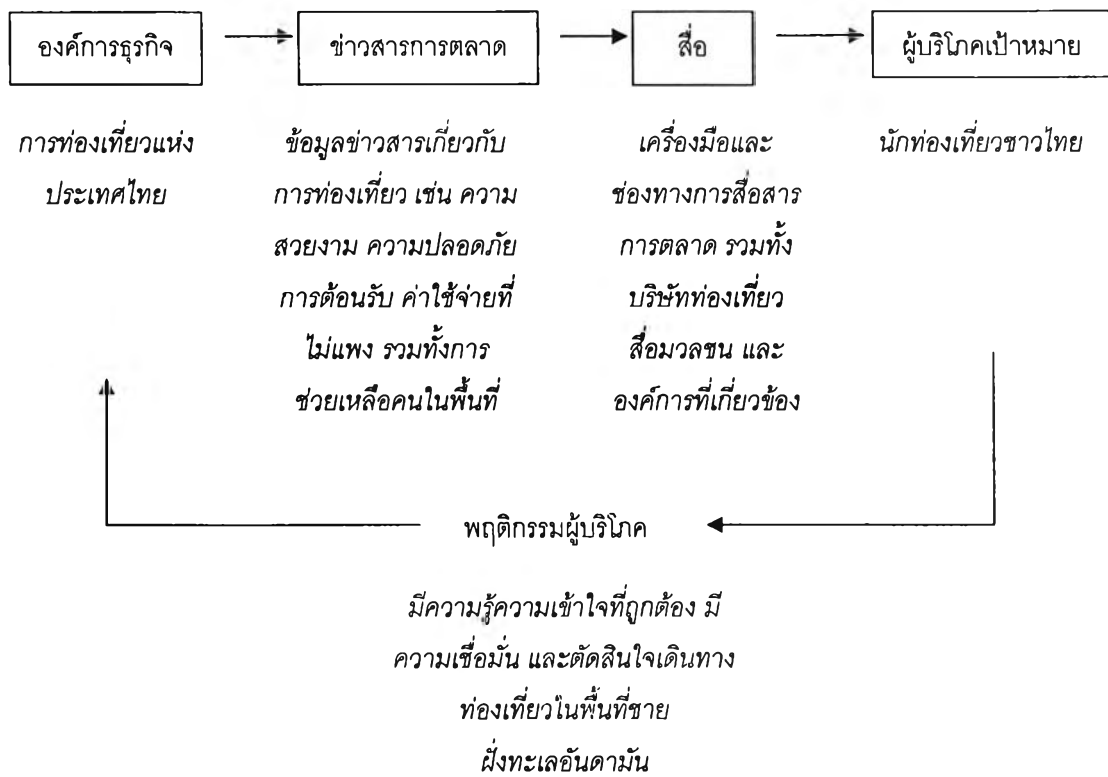 องค์การธุรกิจ
ข่าวสารการตลาด
สื่อ
ผู้บริโภคเป้าหมาย
การท่องเที่ยวแห่ง
ประเทศไทย
ข้อมูลข่าวสารเกี่ยวกับ
การท่องเที่ยว เช่น ความ
สวยงาม ความปลอดภัย
การต้อนรับ ค่าใช้จ่ายที่
ไม่แพง รวมทั้งการ
ช่วยเหลือคนในพื้นที่
เครื่องมือและ
ช่องทางการสื่อสาร
การตลาด รวมทั้ง
บริษัทท่องเที่ยว
สื่อมวลชน และ
องค์การที่เกี่ยวข้อง
นักท่องเที่ยวชาวไทย
พฤติกรรมผู้บริโภค
มีความรู้ความเข้าใจที่ถูกต้อง มี
ความเชื่อมั่น และตัดสินใจเดินทาง
ท่องเที่ยวในพื้นที่ชาย
ฝั่งทะเลอันดามัน